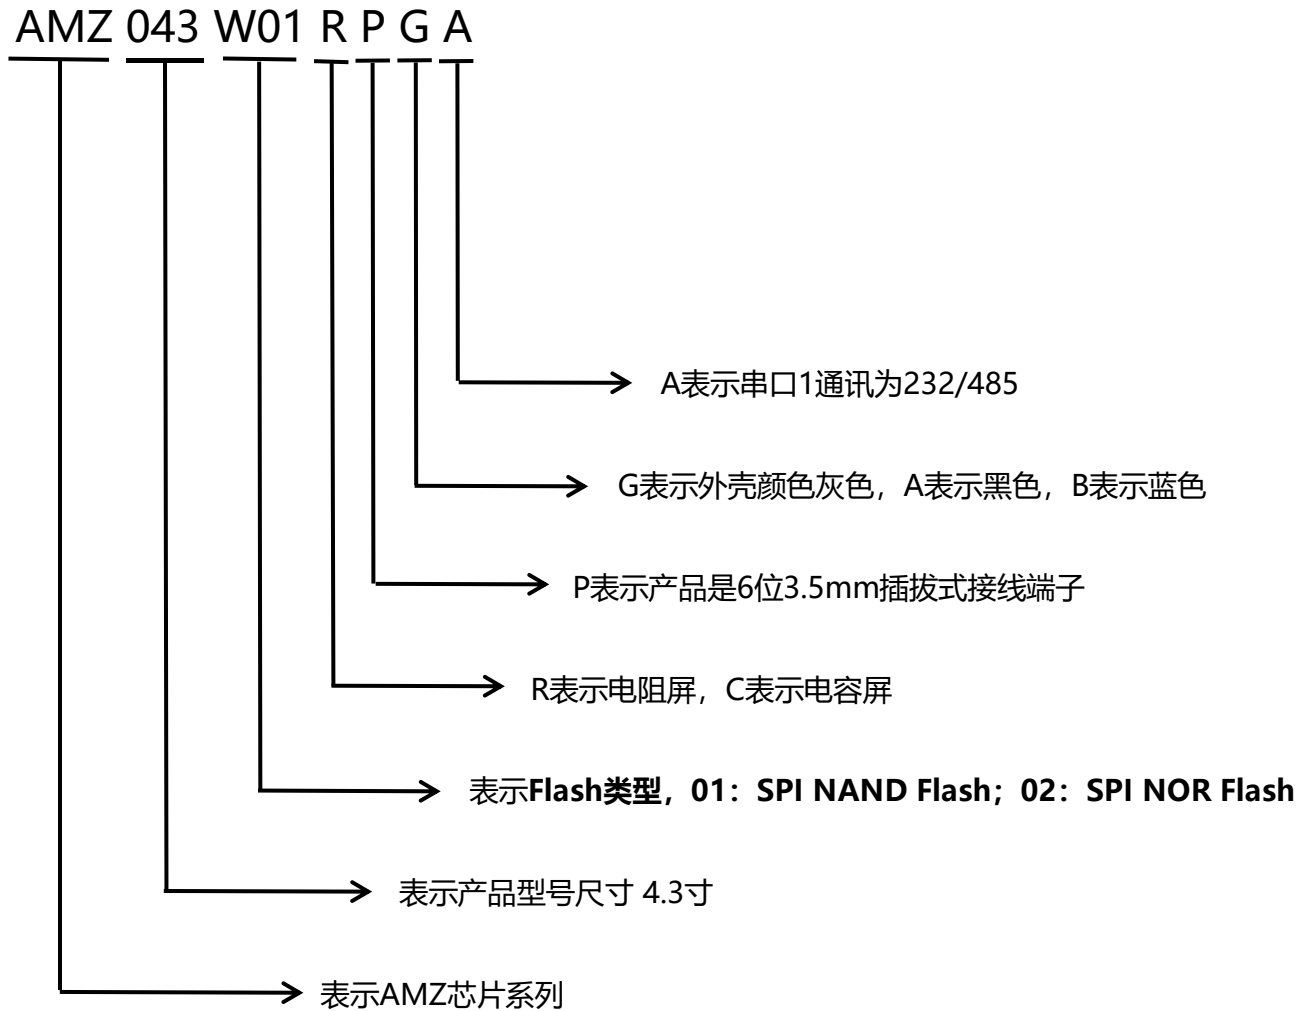 AMZ 043 W01 R P G A
A表示串口1通讯为232/485
G表示外壳颜色灰色，A表示黑色，B表示蓝色
P表示产品是6位3.5mm插拔式接线端子
R表示电阻屏，C表示电容屏
表示Flash类型，01：SPI NAND Flash；02：SPI NOR Flash
表示产品型号尺寸 4.3寸
表示AMZ芯片系列